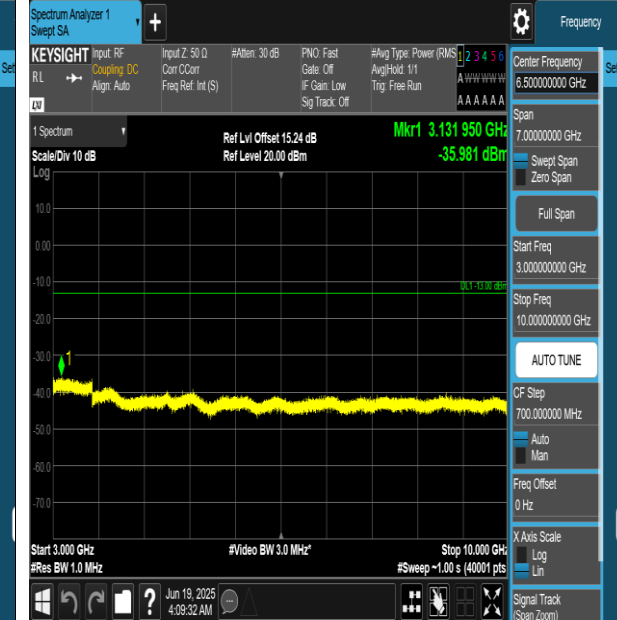 Spectrum Analyzer 1
Swept SA
Frequency
Set
Set
KEYSIGHT
Input: RF
Coupling: DC
Align: Auto
Input Z: 50 Ω
Corr CCorr
Freq Ref: Int (S)
#Atten: 30 dB
PNO: Fast
Gate: Off
IF Gain: Low
Sig Track: Off
#Avg Type: Power (RMS
Avg|Hold: 1/1
Trig: Free Run
1 2 3 4 5 6
A W W W W W
A A A A A A
RL
LXI
1 Spectrum
Scale/Div 10 dB
Log
Ref Lvl Offset 15.24 dB
Ref Level 20.00 dBm
Mkr1 3.131 950 GHz
-35.981 dBm
10.0
0.00
-10.0
-20.0
-30.0
-40.0
-50.0
-60.0
-70.0
DL1 -13.00 dBm
1
Start 3.000 GHz
#Res BW 1.0 MHz
#Video BW 3.0 MHz*
Stop 10.000 GHz
#Sweep ~1.00 s (40001 pts)
Jun 19, 2025
4:09:32 AM
Center Frequency
6.500000000 GHz
Span
7.00000000 GHz
Swept Span
Zero Span
Full Span
Start Freq
3.000000000 GHz
Stop Freq
10.000000000 GHz
AUTO TUNE
CF Step
700.000000 MHz
Auto
Man
Freq Offset
0 Hz
X Axis Scale
Log
Lin
Signal Track
(Span Zoom)